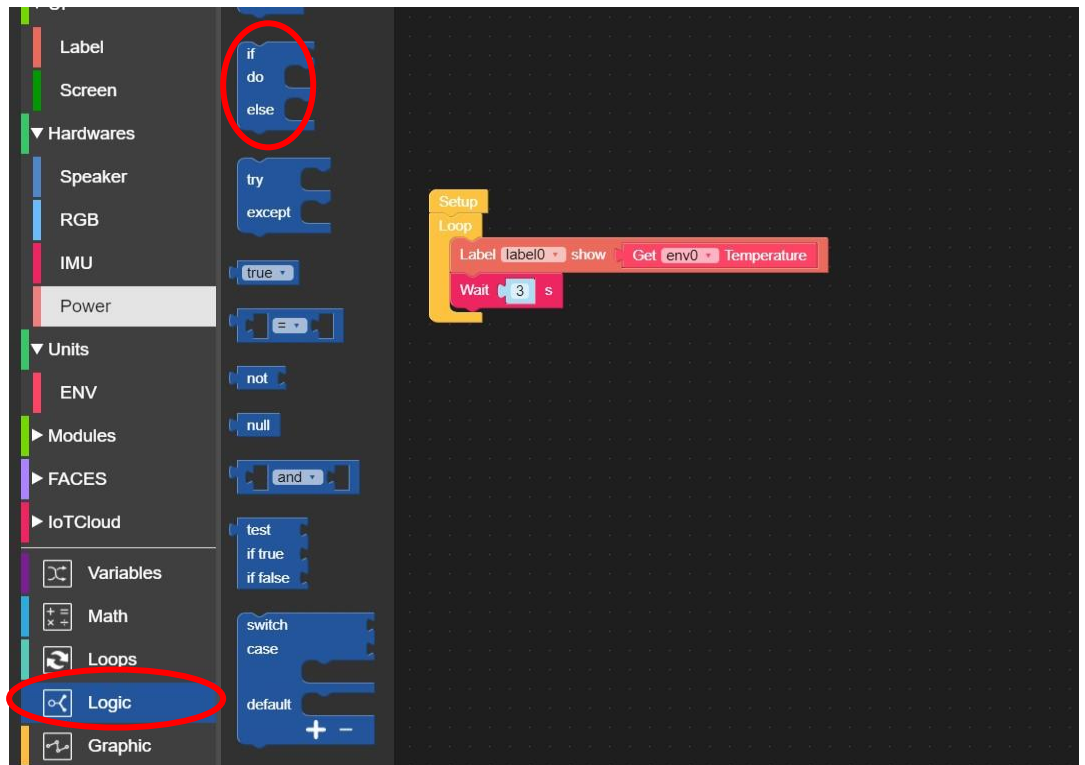 Label
Screen
▼ Hardwares
Speaker
RGB
IMU
Power
▼ Units
ENV
▶ Modules
▶ FACES
▶ IoTCloud
Variables
Math
Loops
Logic
Graphic
if
do
else
try
except
true
=
not
null
and
test
if true
if false
switch
case
default
+ −
Setup
Loop
Label label0 show Get env0 Temperature
Wait 3 s